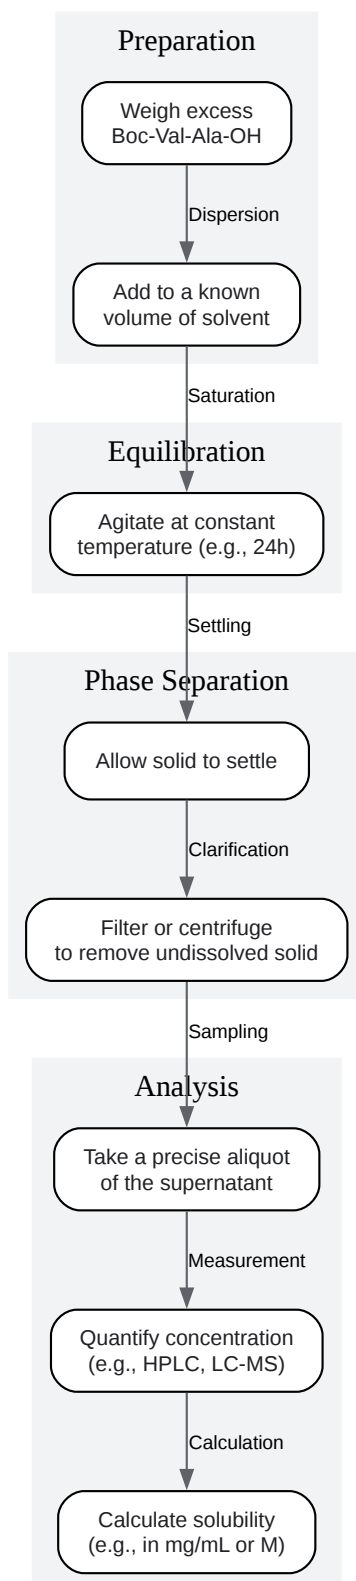 Preparation
Weigh excess
Boc-Val-Ala-OH
Dispersion
Add to a known
volume of solvent
Saturation
Equilibration
Agitate at constant
temperature (e.g., 24h)
Settling
Phase Separation
Allow solid to settle
Clarification
Filter or centrifuge
to remove undissolved solid
Sampling
Analysis
Take a precise aliquot
of the supernatant
Measurement
Quantify concentration
(e.g., HPLC, LC-MS)
Calculation
Calculate solubility
(e.g., in mg/mL or M)